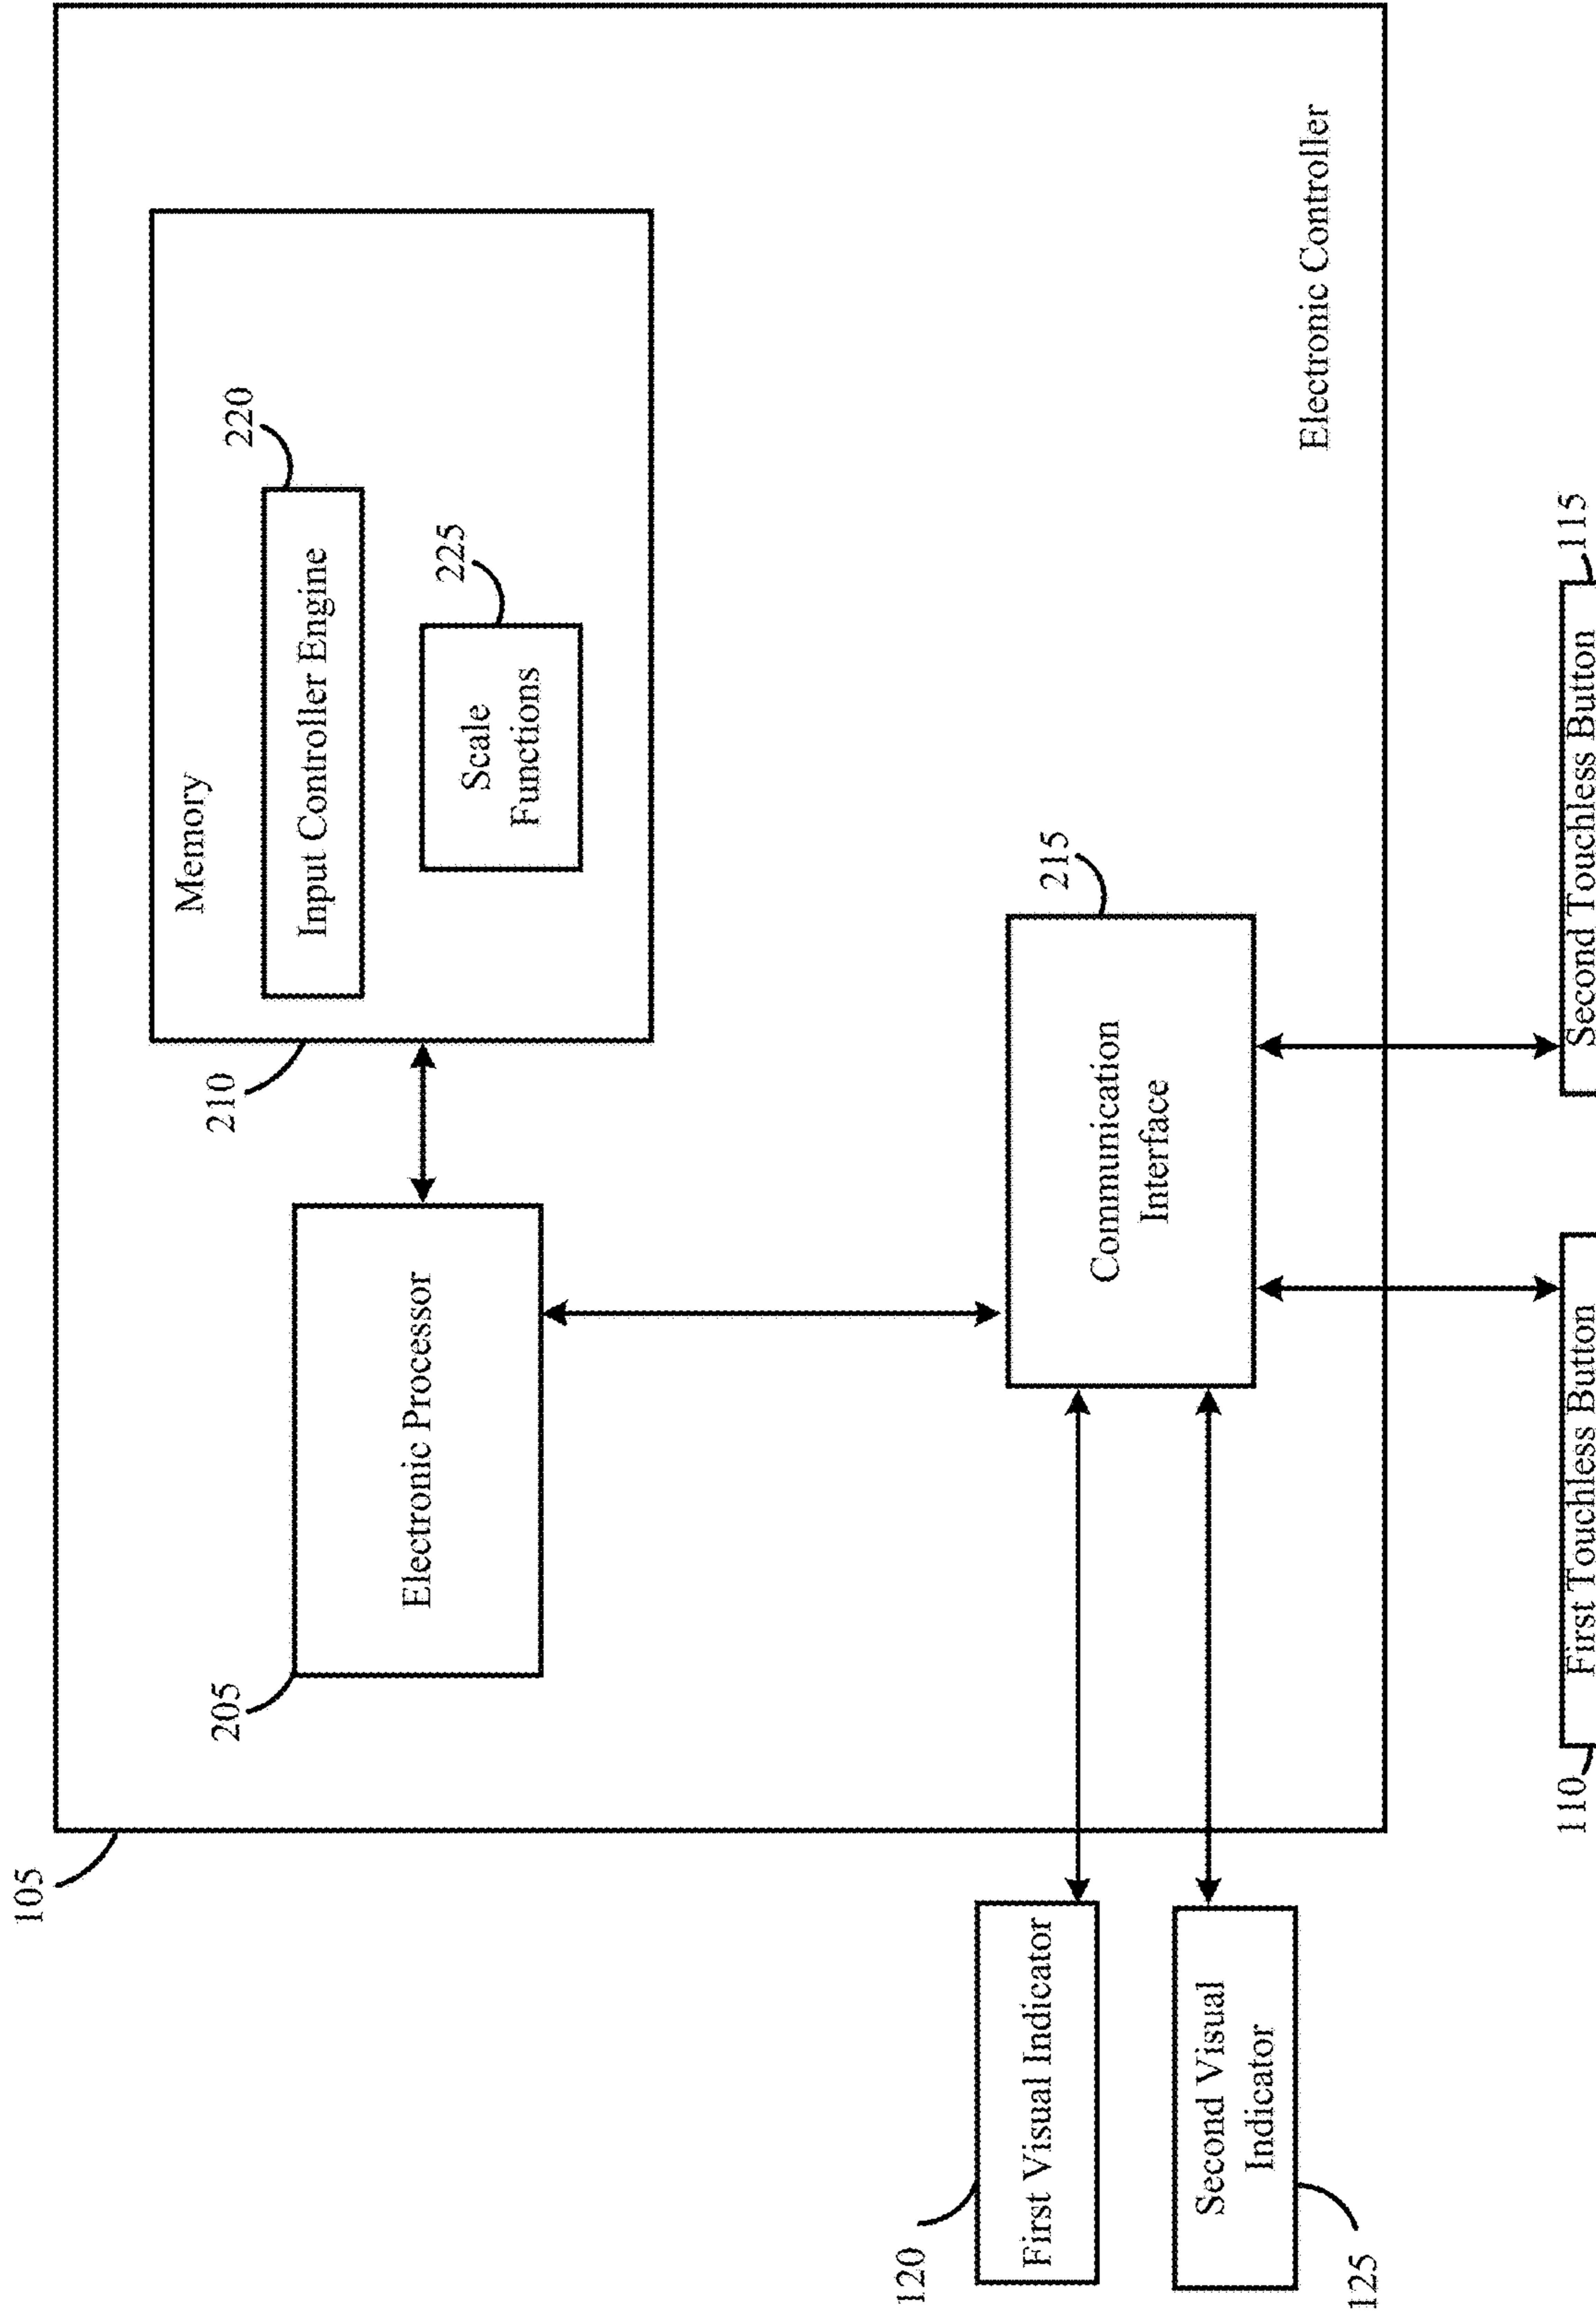 105
205
Electronic Processor
210
Memory
Input Controller Engine
220
Scale
Functions
225
120
First Visual Indicator
Second Visual
Indicator
125
Communication
Interface
215
Electronic Controller
110
First Touchless Button
Second Touchless Button
115